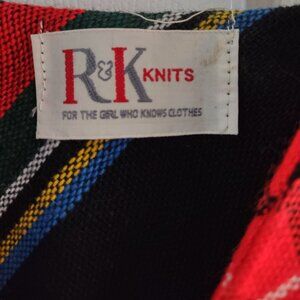 R&K KNITS
FOR THE GIRL WHO KNOWS CLOTHES